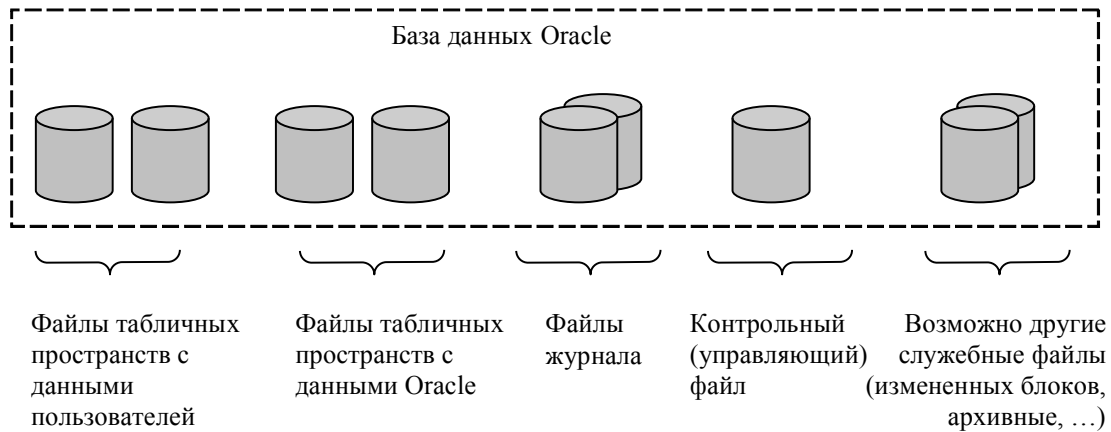 База данных Oracle
Файлы табличных
пространств с
данными
пользователей
Файлы табличных
пространств с
данными Oracle
Файлы
журнала
Контрольный
(управляющий)
файл
Возможно другие
служебные файлы
(измененных блоков,
архивные, …)